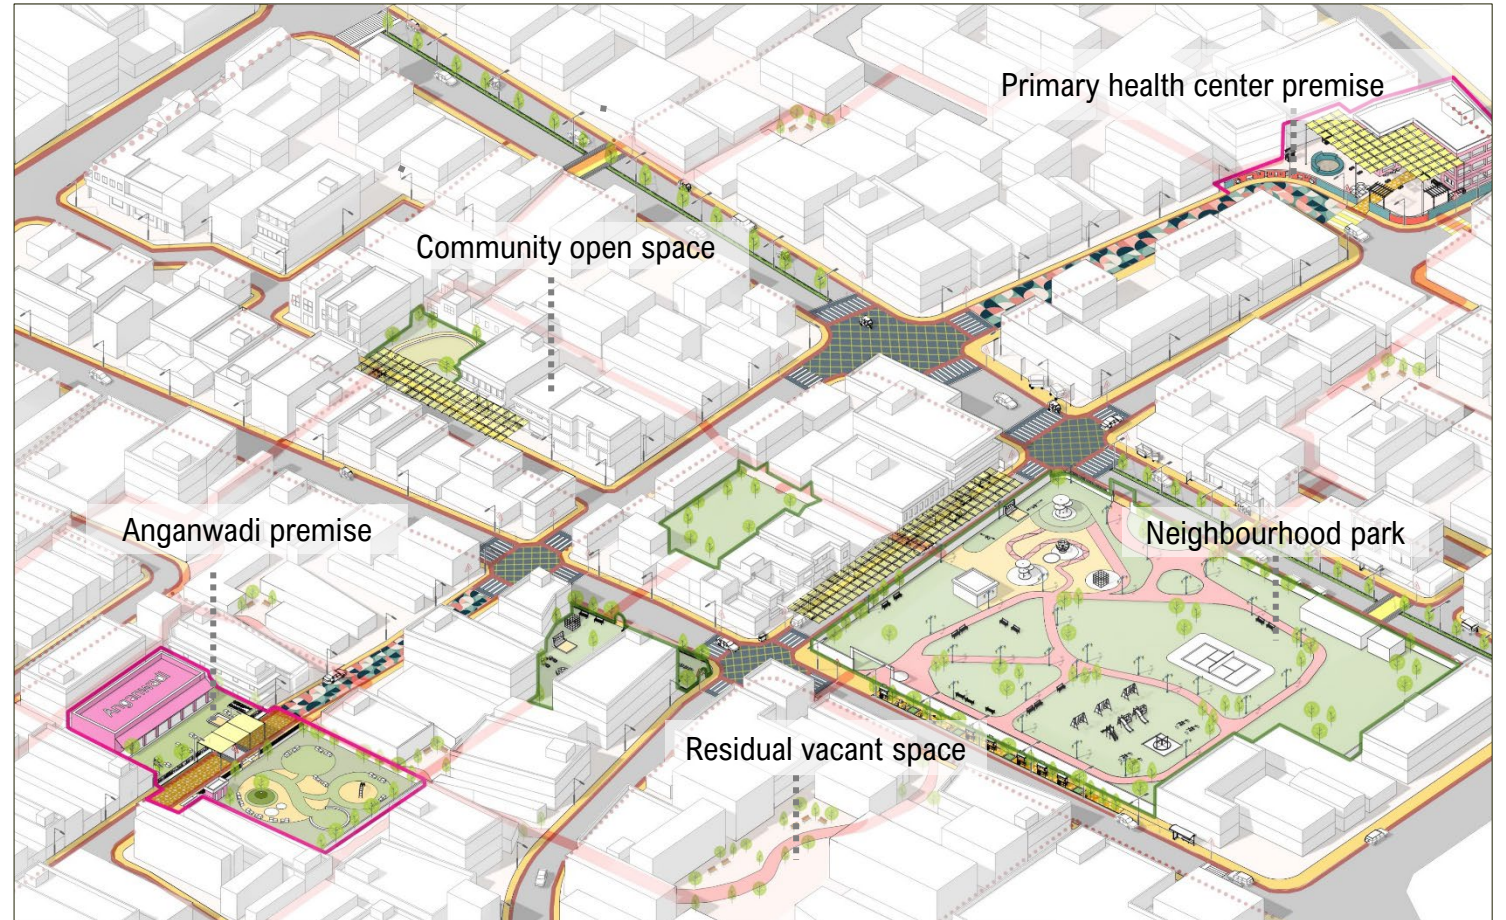 Primary health center premise
Community open space
Anganwadi premise
Neighbourhood park
Anganwadi
Residual vacant space